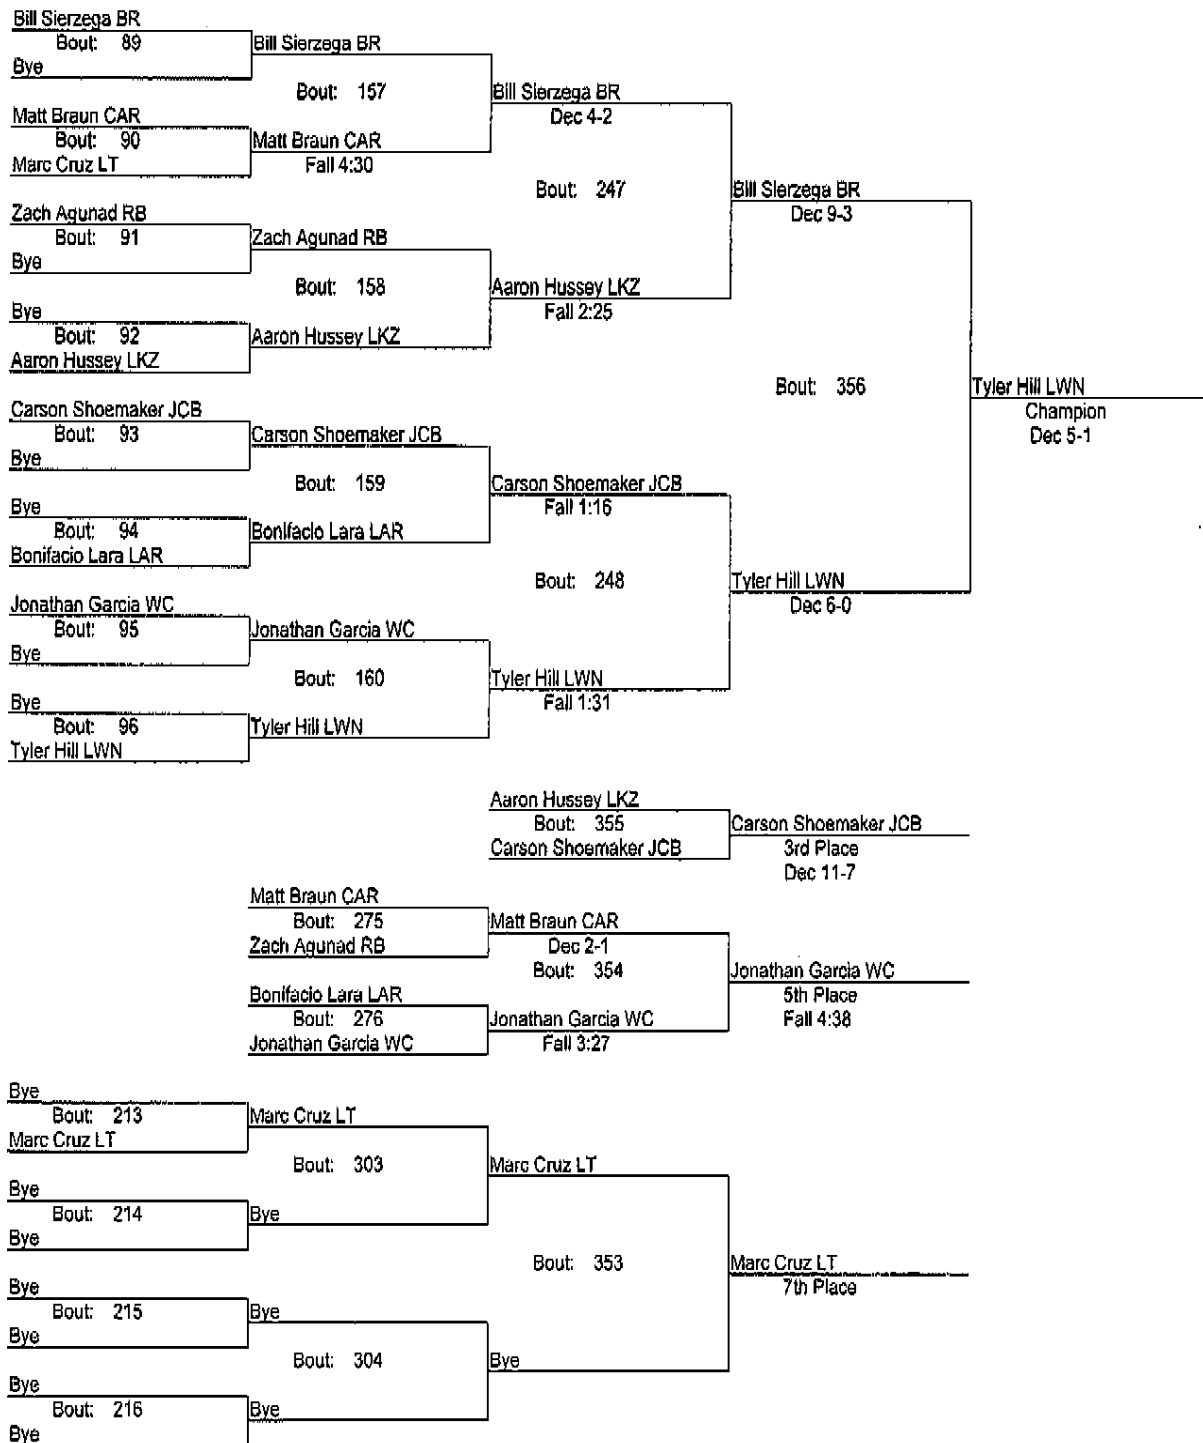 Bill Sierzega BR
Bout: 89
Bye
Bill Sierzega BR
Bout: 157
Matt Braun CAR
Bout: 90
Marc Cruz LT
Matt Braun CAR
Fall 4:30
Bill Sierzega BR
Dec 4-2
Bout: 247
Zach Agunad RB
Bout: 91
Bye
Zach Agunad RB
Bout: 158
Bye
Bout: 92
Aaron Hussey LKZ
Aaron Hussey LKZ
Aaron Hussey LKZ
Fall 2:25
Bill Sierzega BR
Dec 9-3
Bout: 356
Carson Shoemaker JCB
Bout: 93
Bye
Carson Shoemaker JCB
Bout: 159
Bye
Bout: 94
Bonifacio Lara LAR
Bonifacio Lara LAR
Carson Shoemaker JCB
Fall 1:16
Bout: 248
Jonathan Garcia WC
Bout: 95
Bye
Jonathan Garcia WC
Bout: 160
Bye
Bout: 96
Tyler Hill LWN
Tyler Hill LWN
Tyler Hill LWN
Fall 1:31
Tyler Hill LWN
Dec 6-0
Tyler Hill LWN
Champion
Dec 5-1
Aaron Hussey LKZ
Bout: 355
Carson Shoemaker JCB
Carson Shoemaker JCB
3rd Place
Dec 11-7
Matt Braun CAR
Bout: 275
Zach Agunad RB
Matt Braun CAR
Dec 2-1
Bout: 354
Bonifacio Lara LAR
Bout: 276
Jonathan Garcia WC
Jonathan Garcia WC
Fall 3:27
Jonathan Garcia WC
5th Place
Fall 4:38
Bye
Bout: 213
Marc Cruz LT
Marc Cruz LT
Bout: 303
Bye
Bout: 214
Bye
Bye
Marc Cruz LT
Bout: 353
Bye
Bout: 215
Bye
Bye
Bout: 304
Bye
Bout: 216
Bye
Bye
Bye
Marc Cruz LT
7th Place